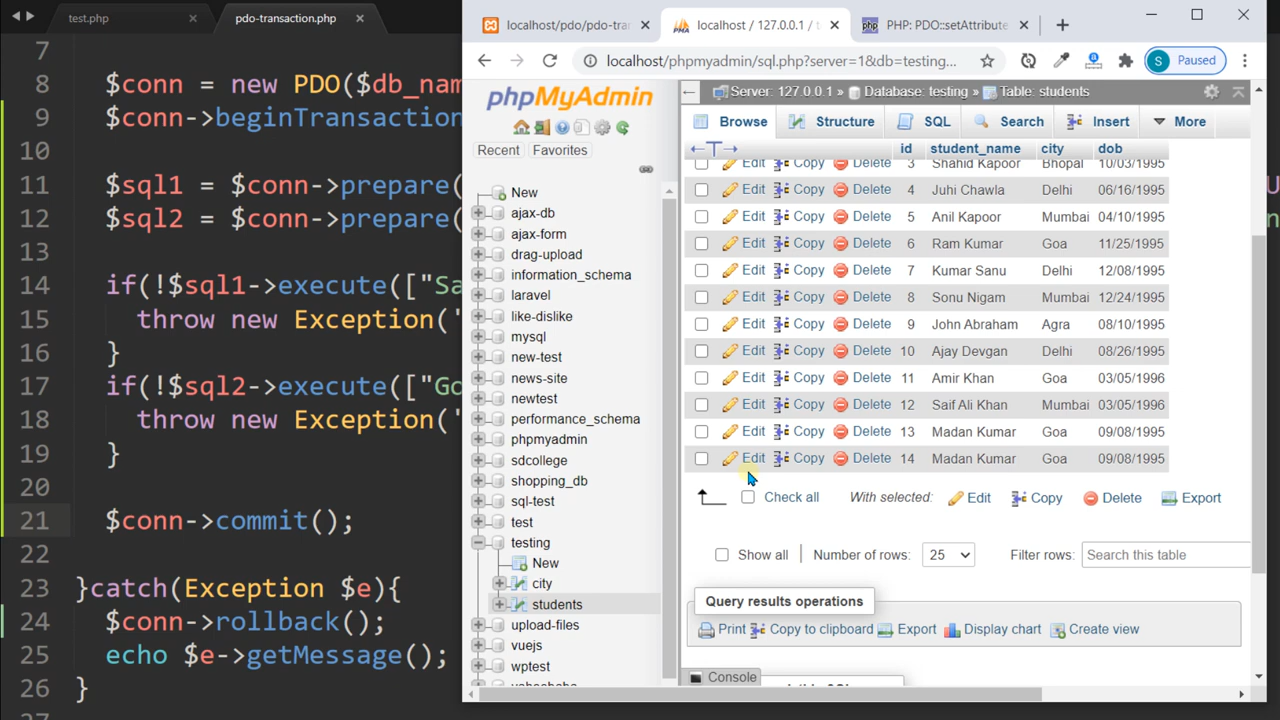 test.php
pdo-transaction.php
7
8 $conn = new PDO($db_nam
9 $conn->beginTransaction
10
11 $sql1 = $conn->prepare(
12 $sql2 = $conn->prepare(
13
14 if(!$sql1->execute(["Sa
15 throw new Exception('
16 }
17 if(!$sql2->execute(["Go
18 throw new Exception('
19 }
20
21 $conn->commit();
22
23 }catch(Exception $e){
24 $conn->rollback();
25 echo $e->getMessage();
26 }
27
localhost/pdo/pdo-tra
localhost / 127.0.0.1 / t
PHP: PDO::setAttribute
localhost/phpmyadmin/sql.php?server=1&db=testing...
S Paused
phpMyAdmin
Recent Favorites
New
ajax-db
ajax-form
drag-upload
information_schema
laravel
like-dislike
mysql
new-test
news-site
newtest
performance_schema
phpmyadmin
sdcollege
shopping_db
sql-test
test
testing
New
city
students
upload-files
vuejs
wptest
Server: 127.0.0.1 » Database: testing » Table: students
Browse Structure SQL Search Insert More
id student_name city dob
Edit Copy Delete 3 Shahid Kapoor Bhopal 10/03/1995
Edit Copy Delete 4 Juhi Chawla Delhi 06/16/1995
Edit Copy Delete 5 Anil Kapoor Mumbai 04/10/1995
Edit Copy Delete 6 Ram Kumar Goa 11/25/1995
Edit Copy Delete 7 Kumar Sanu Delhi 12/08/1995
Edit Copy Delete 8 Sonu Nigam Mumbai 12/24/1995
Edit Copy Delete 9 John Abraham Agra 08/10/1995
Edit Copy Delete 10 Ajay Devgan Delhi 08/26/1995
Edit Copy Delete 11 Amir Khan Goa 03/05/1996
Edit Copy Delete 12 Saif Ali Khan Mumbai 03/05/1996
Edit Copy Delete 13 Madan Kumar Goa 09/08/1995
Edit Copy Delete 14 Madan Kumar Goa 09/08/1995
Check all With selected: Edit Copy Delete Export
Show all Number of rows: 25 Filter rows: Search this table
Query results operations
Print Copy to clipboard Export Display chart Create view
Console